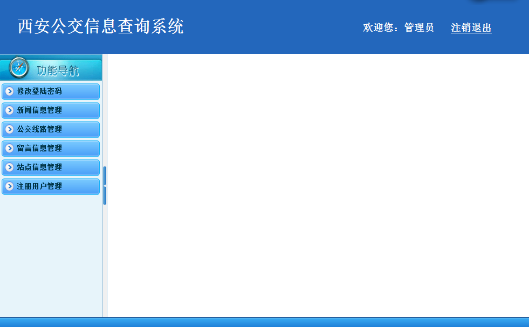 西安公交信息查询系统
欢迎您：管理员 注销退出
功能导航
修改登陆密码
新闻信息管理
公交线路管理
留言信息管理
站点信息管理
注册用户管理